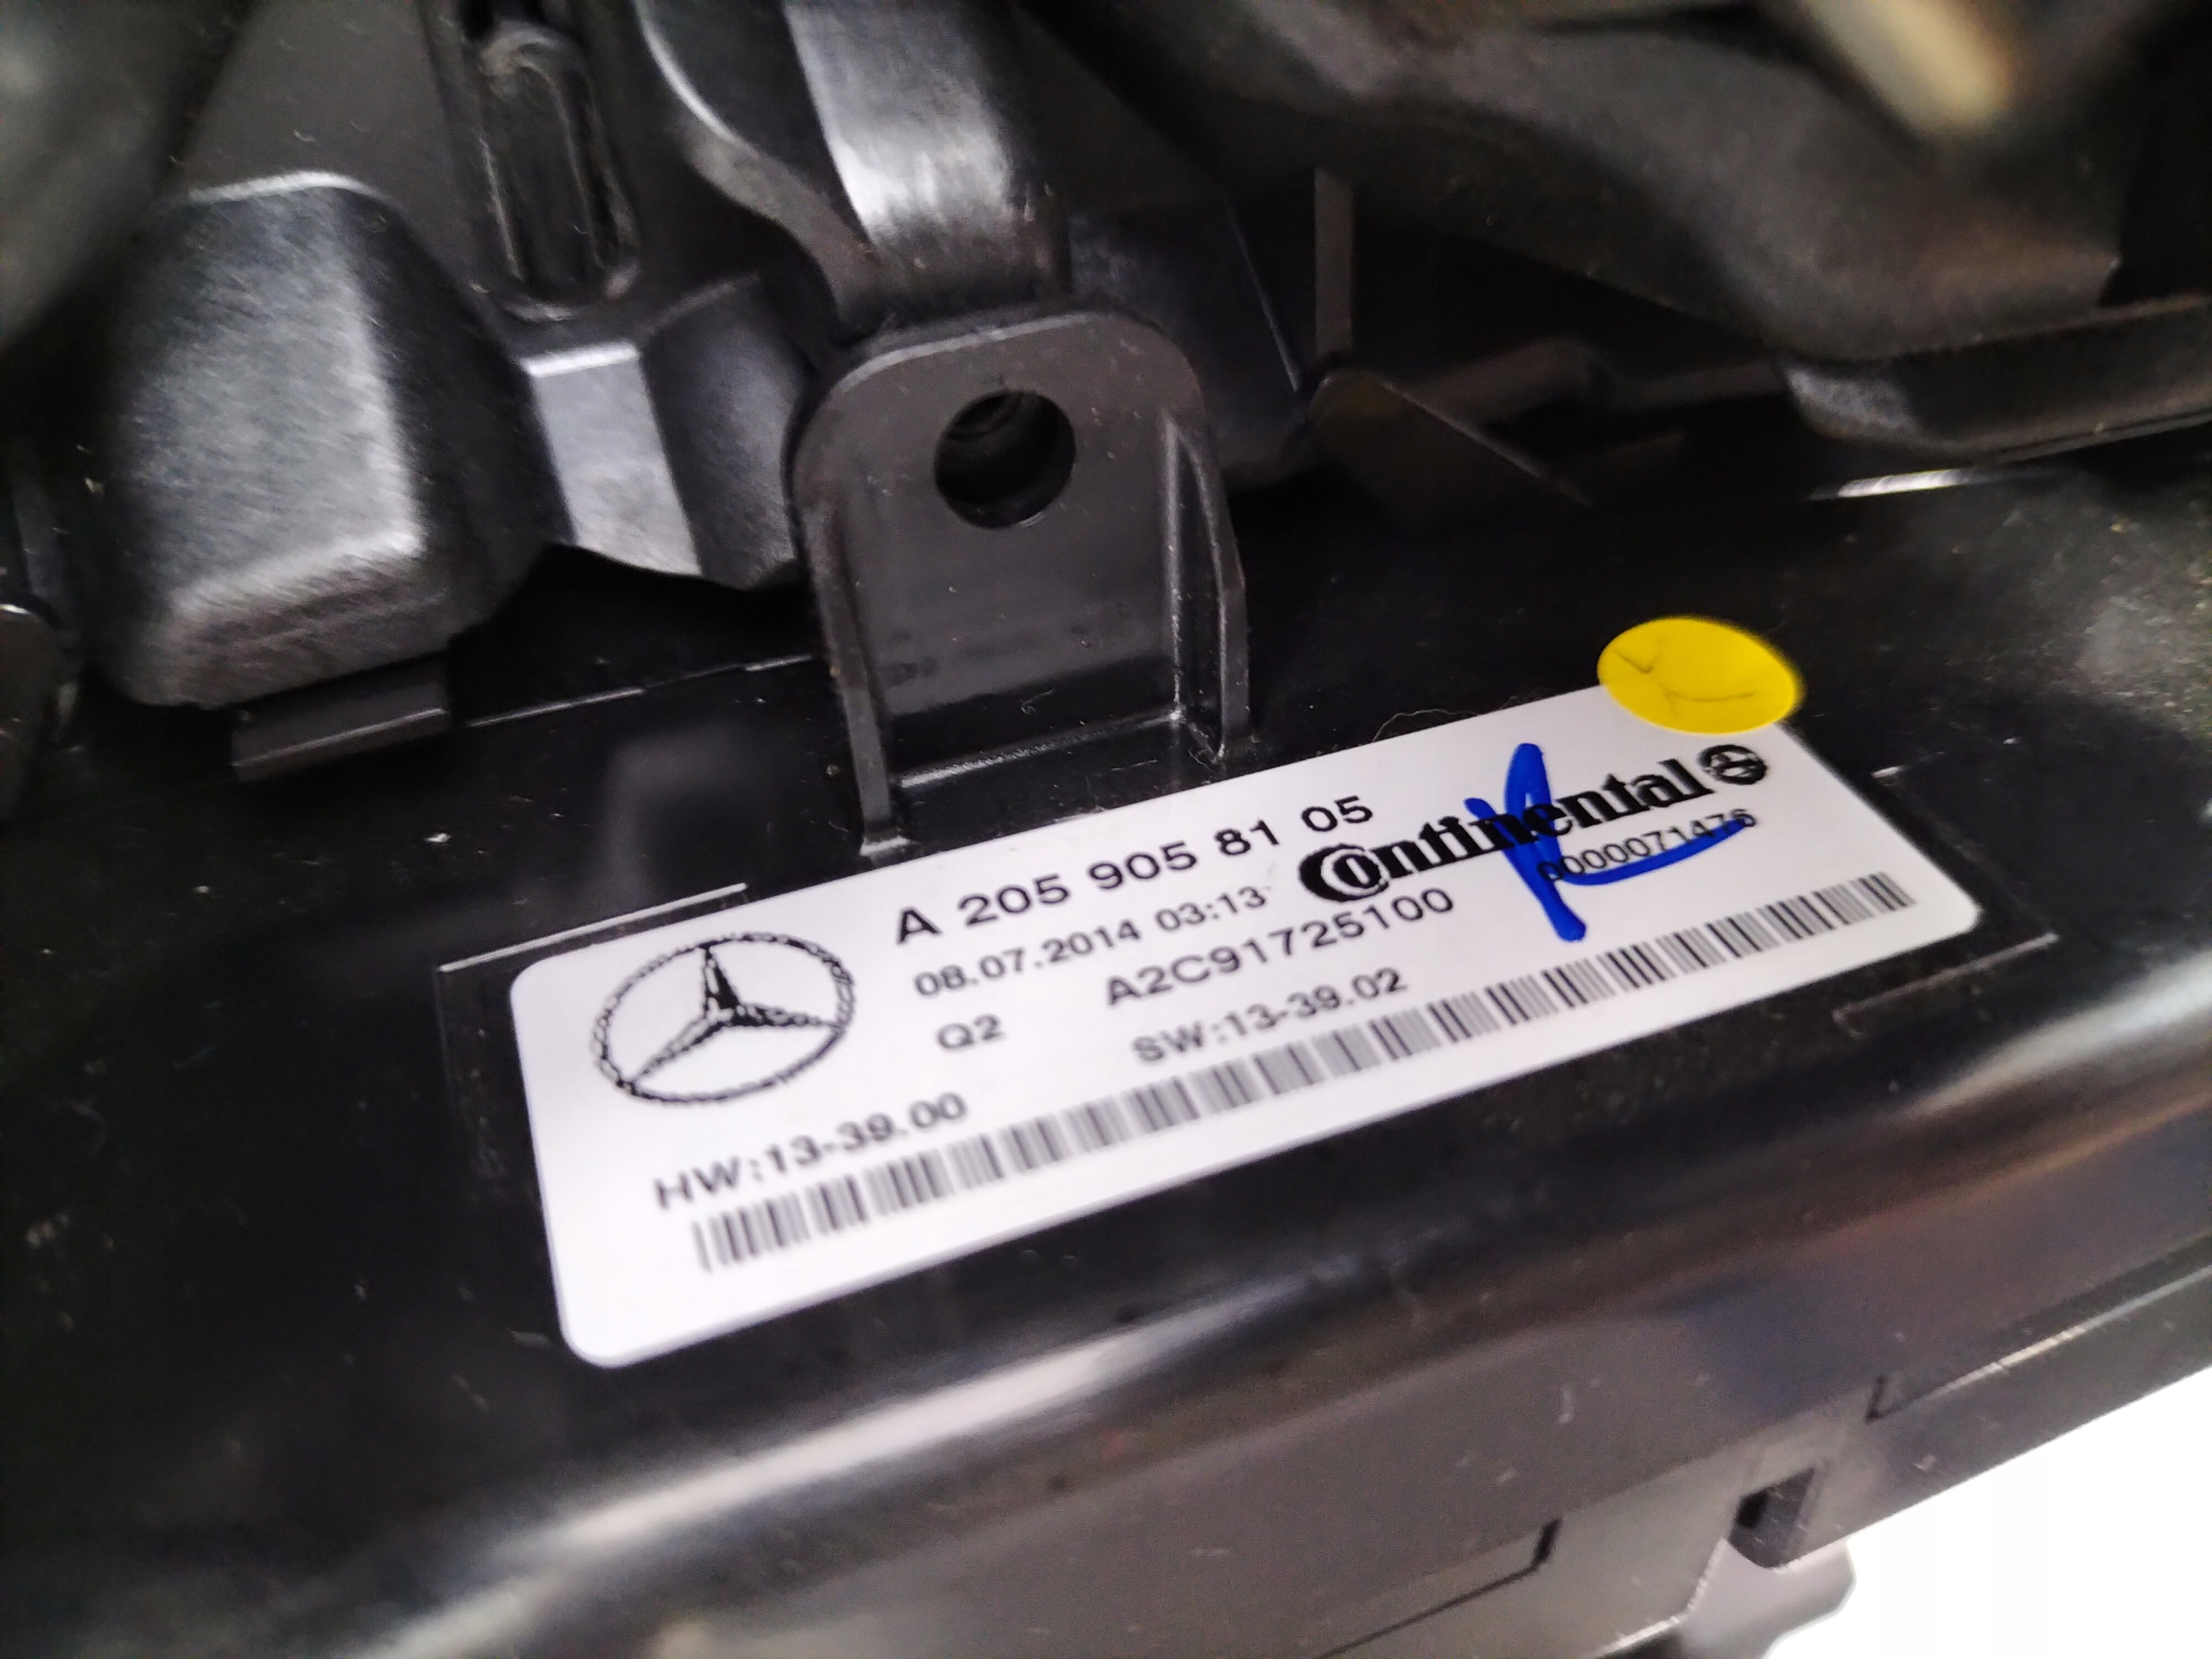 A 205 905 81 05
Continental
08.07.2014 03:13
0000071476
Q2
A2C91725100
HW:13-39.00
SW:13-39.02